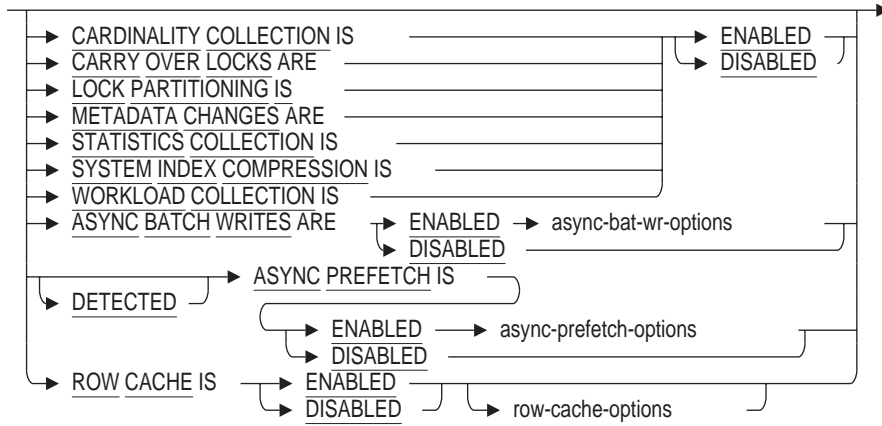 CARDINALITY COLLECTION IS ENABLED
CARRY OVER LOCKS ARE DISABLED
LOCK PARTITIONING IS
METADATA CHANGES ARE
STATISTICS COLLECTION IS
SYSTEM INDEX COMPRESSION IS
WORKLOAD COLLECTION IS
ASYNC BATCH WRITES ARE ENABLED async-bat-wr-options
DISABLED
ASYNC PREFETCH IS
DETECTED
ENABLED async-prefetch-options
DISABLED
ROW CACHE IS ENABLED
DISABLED row-cache-options